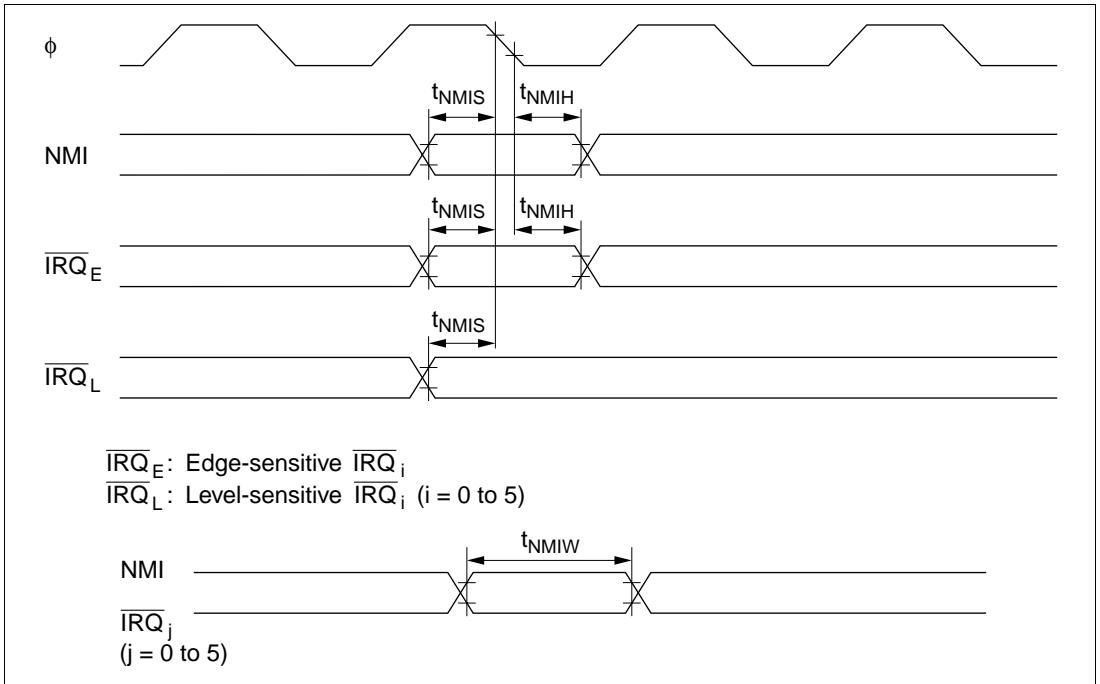 ϕ
tNMIS tNMIH
NMI
tNMIS tNMIH
IRQE
tNMIS
IRQL
IRQE: Edge-sensitive IRQi
IRQL: Level-sensitive IRQi (i = 0 to 5)
tNMIW
NMI
IRQj
(j = 0 to 5)